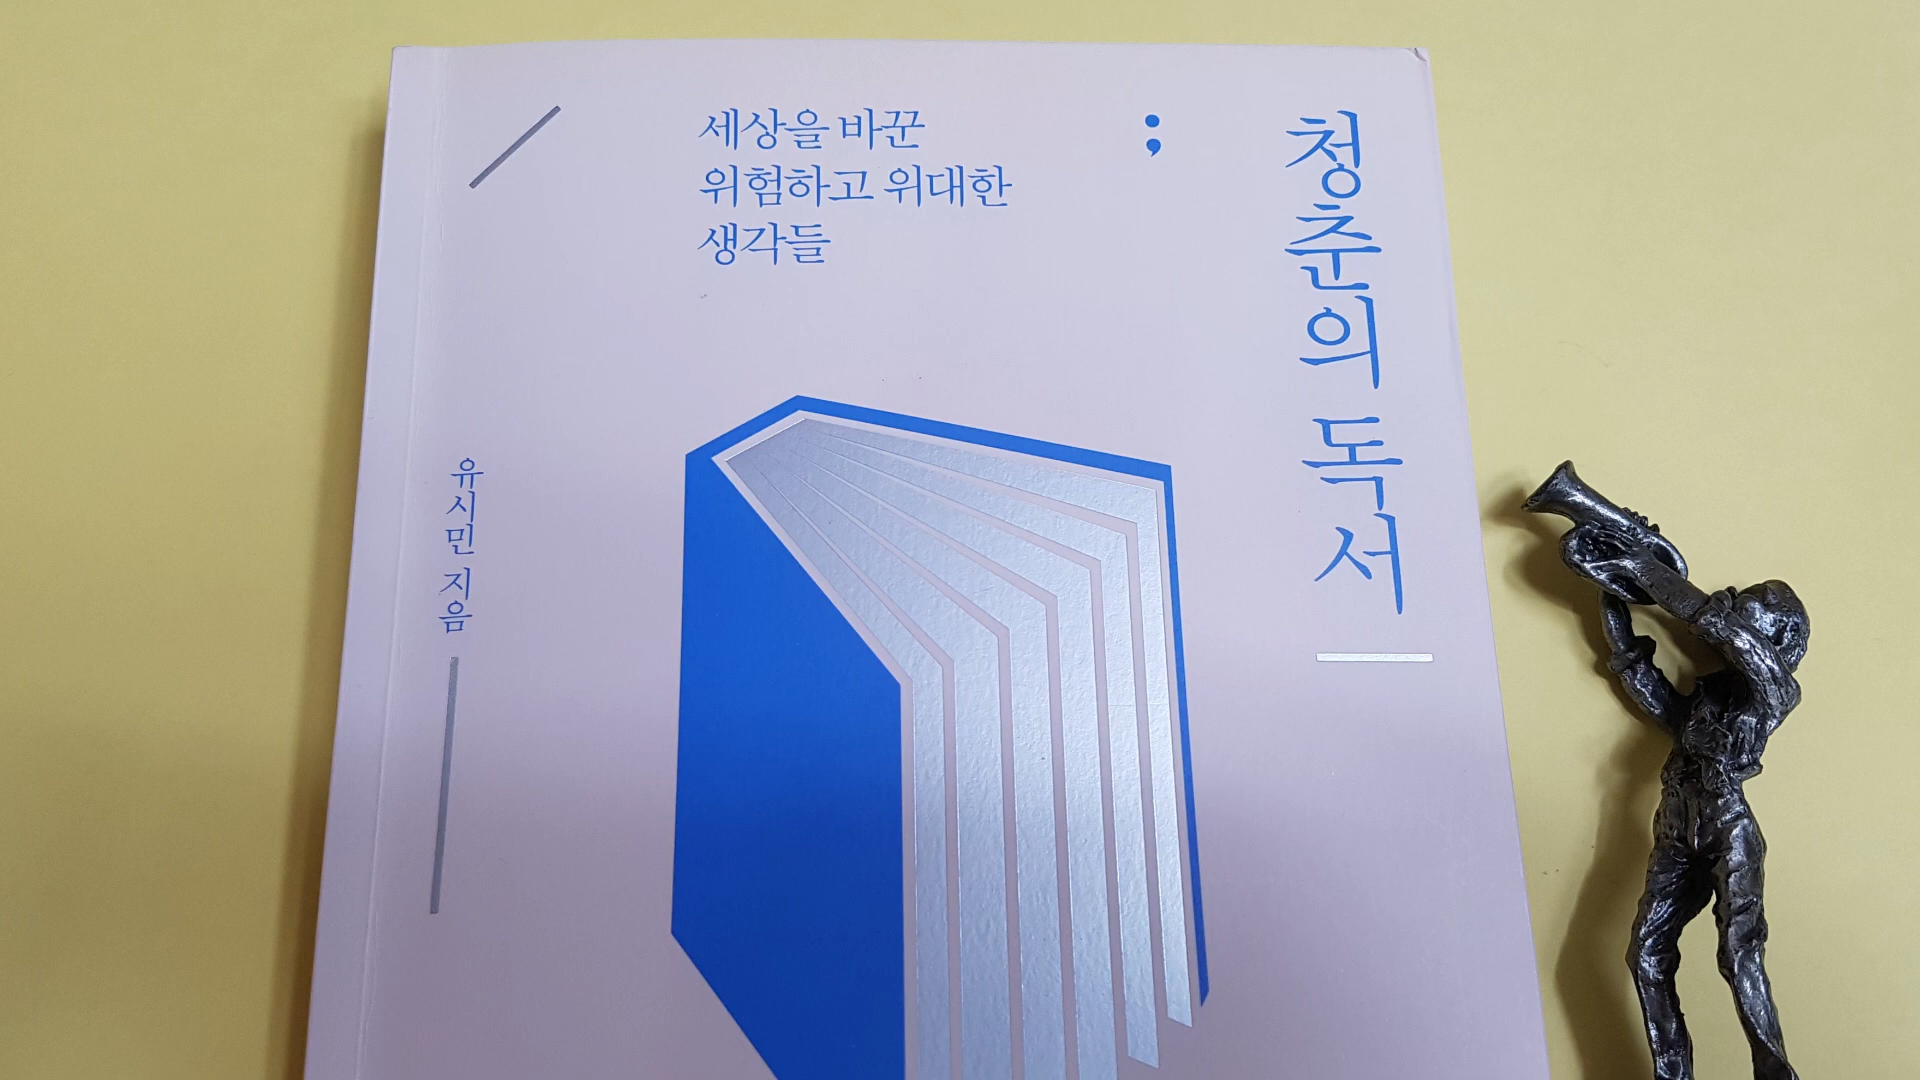 청춘의 독서
;
세상을 바꾼
위험하고 위대한
생각들
유시민 지음